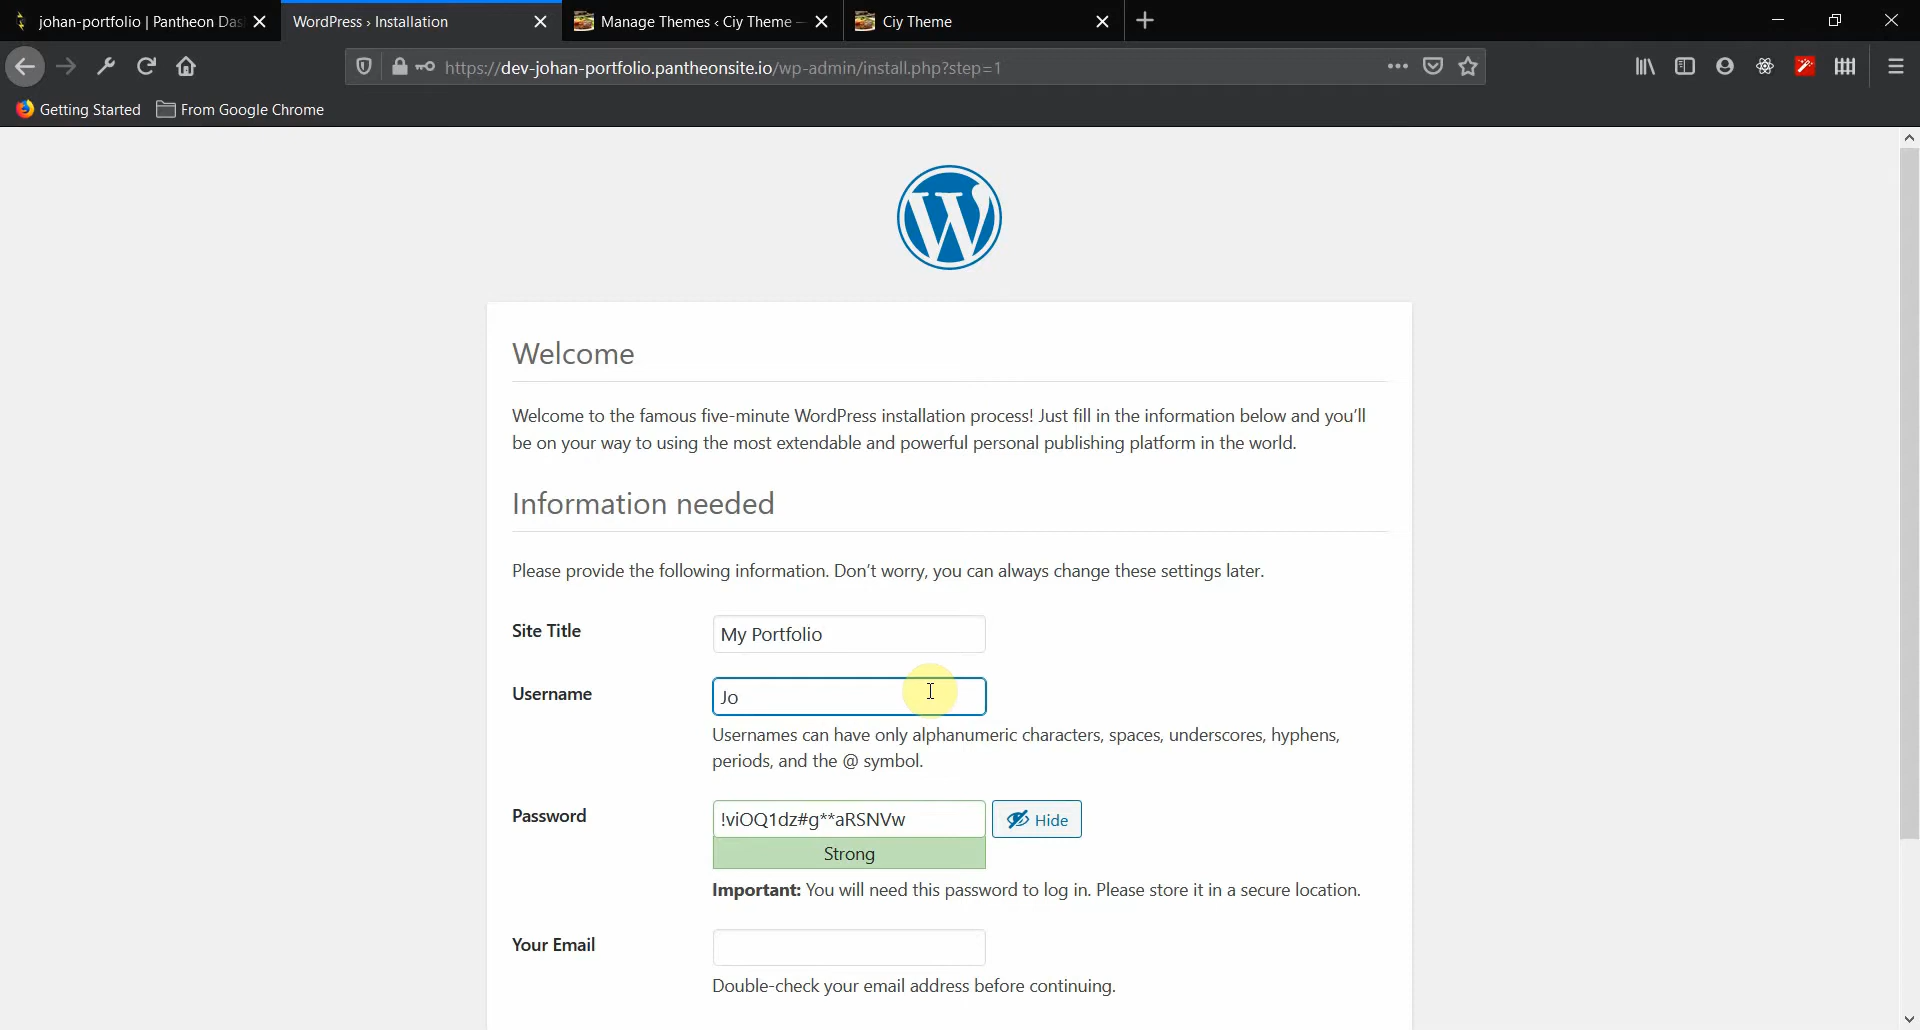 johan-portfolio | Pantheon Das
WordPress › Installation
Manage Themes ‹ Ciy Theme —
Ciy Theme
https://dev-johan-portfolio.pantheonsite.io/wp-admin/install.php?step=1
Getting Started
From Google Chrome
Welcome
Welcome to the famous five-minute WordPress installation process! Just fill in the information below and you'll
be on your way to using the most extendable and powerful personal publishing platform in the world.
Information needed
Please provide the following information. Don't worry, you can always change these settings later.
Site Title
My Portfolio
Username
Jo
Usernames can have only alphanumeric characters, spaces, underscores, hyphens,
periods, and the @ symbol.
Password
!viOQ1dz#g**aRSNVw
Hide
Strong
Important: You will need this password to log in. Please store it in a secure location.
Your Email
Double-check your email address before continuing.